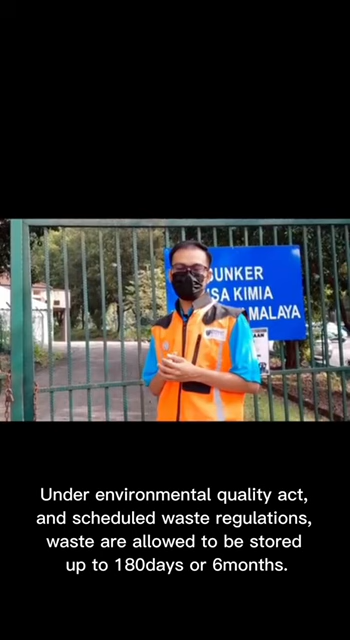 BUNKER
SA KIMIA
MALAYA
Under environmental quality act,
and scheduled waste regulations,
waste are allowed to be stored
up to 180days or 6months.